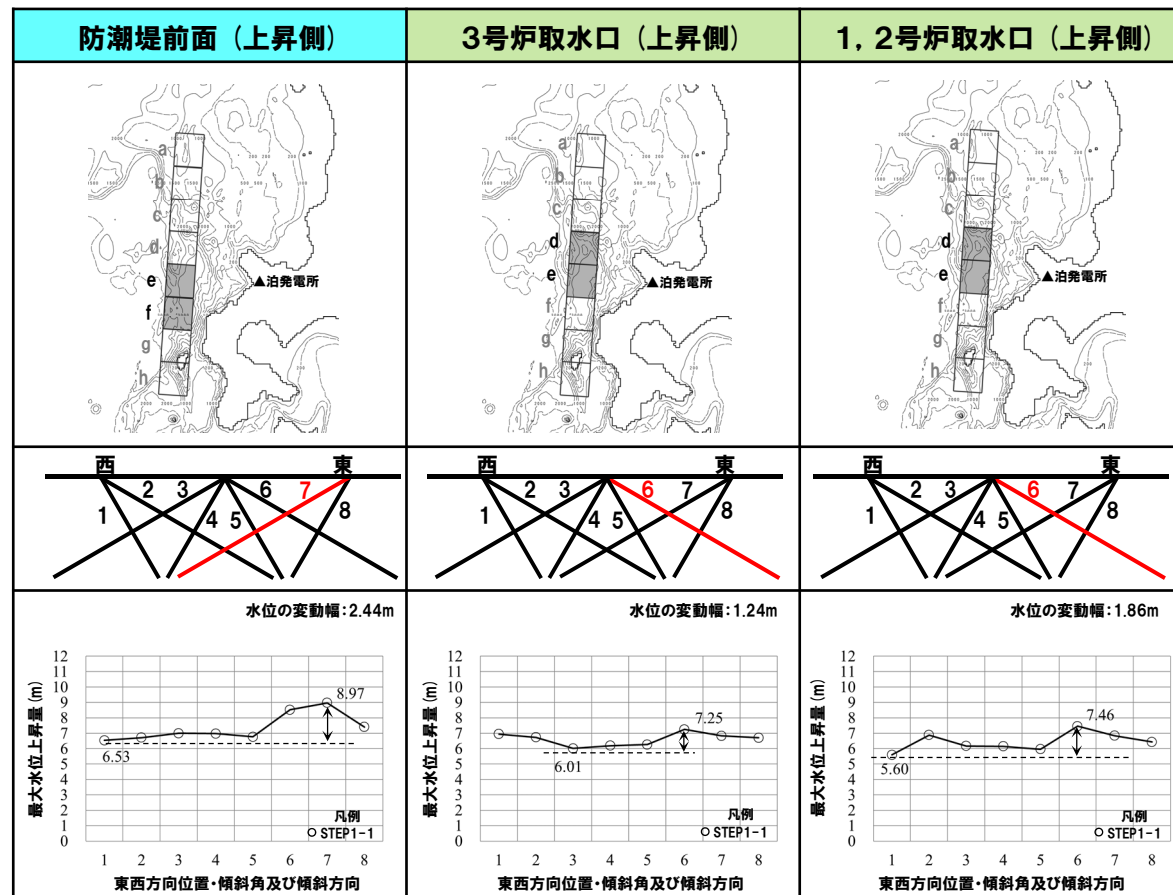 防潮堤前面（上昇側）
3号炉取水口（上昇側）
1，2号炉取水口（上昇側）
a
b
c
d
e
f
g
h
▲泊発電所
a
b
c
d
e
f
g
h
▲泊発電所
a
b
c
d
e
f
g
h
▲泊発電所
西 東
1 2 3 4 5 6 7 8
西 東
1 2 3 4 5 6 7 8
西 東
1 2 3 4 5 6 7 8
水位の変動幅：2.44m
最大水位上昇量(m)
12
11
10
9
8
7
6
5
4
3
2
1
0
8.97
6.53
凡例
○ STEP1-1
1 2 3 4 5 6 7 8
東西方向位置・傾斜角及び傾斜方向
水位の変動幅：1.24m
最大水位上昇量(m)
12
11
10
9
8
7
6
5
4
3
2
1
0
7.25
6.01
凡例
○ STEP1-1
1 2 3 4 5 6 7 8
東西方向位置・傾斜角及び傾斜方向
水位の変動幅：1.86m
最大水位上昇量(m)
12
11
10
9
8
7
6
5
4
3
2
1
0
7.46
5.60
凡例
○ STEP1-1
1 2 3 4 5 6 7 8
東西方向位置・傾斜角及び傾斜方向